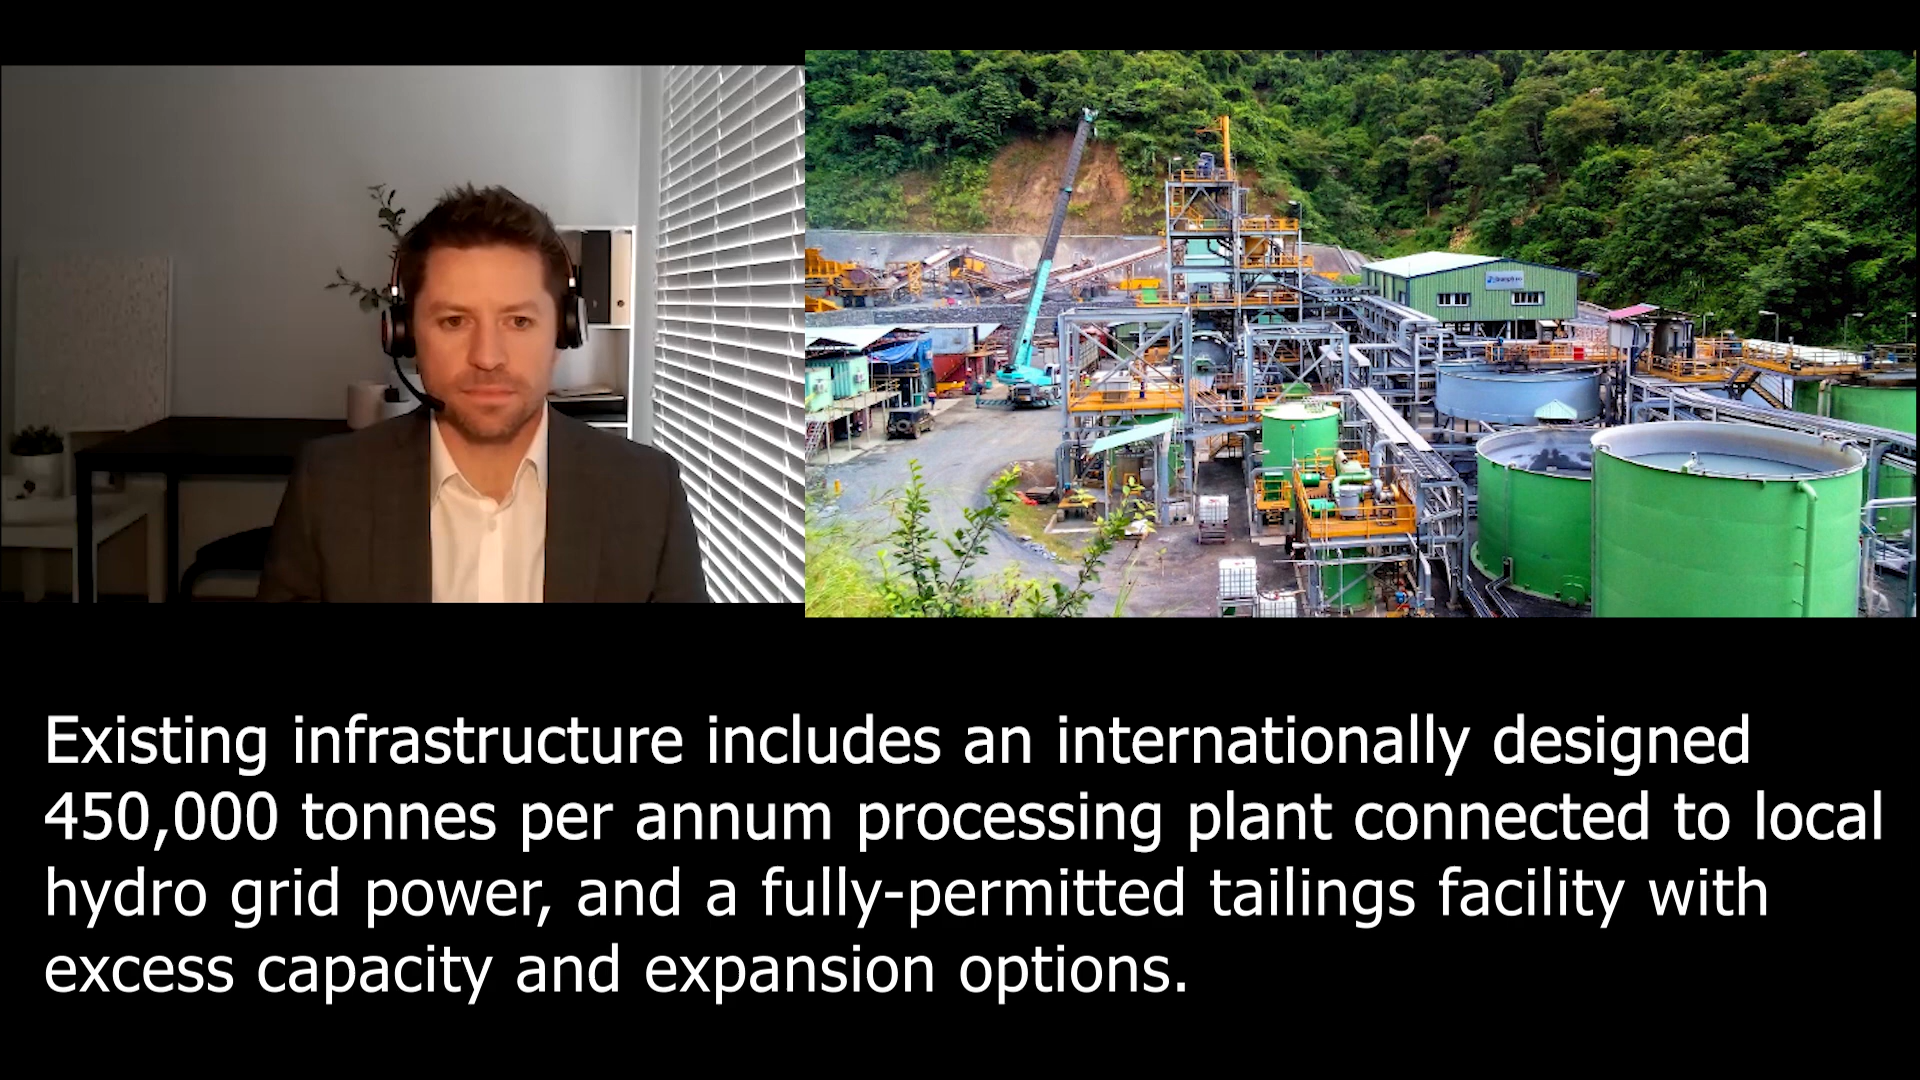 Existing infrastructure includes an internationally designed
450,000 tonnes per annum processing plant connected to local
hydro grid power, and a fully-permitted tailings facility with
excess capacity and expansion options.